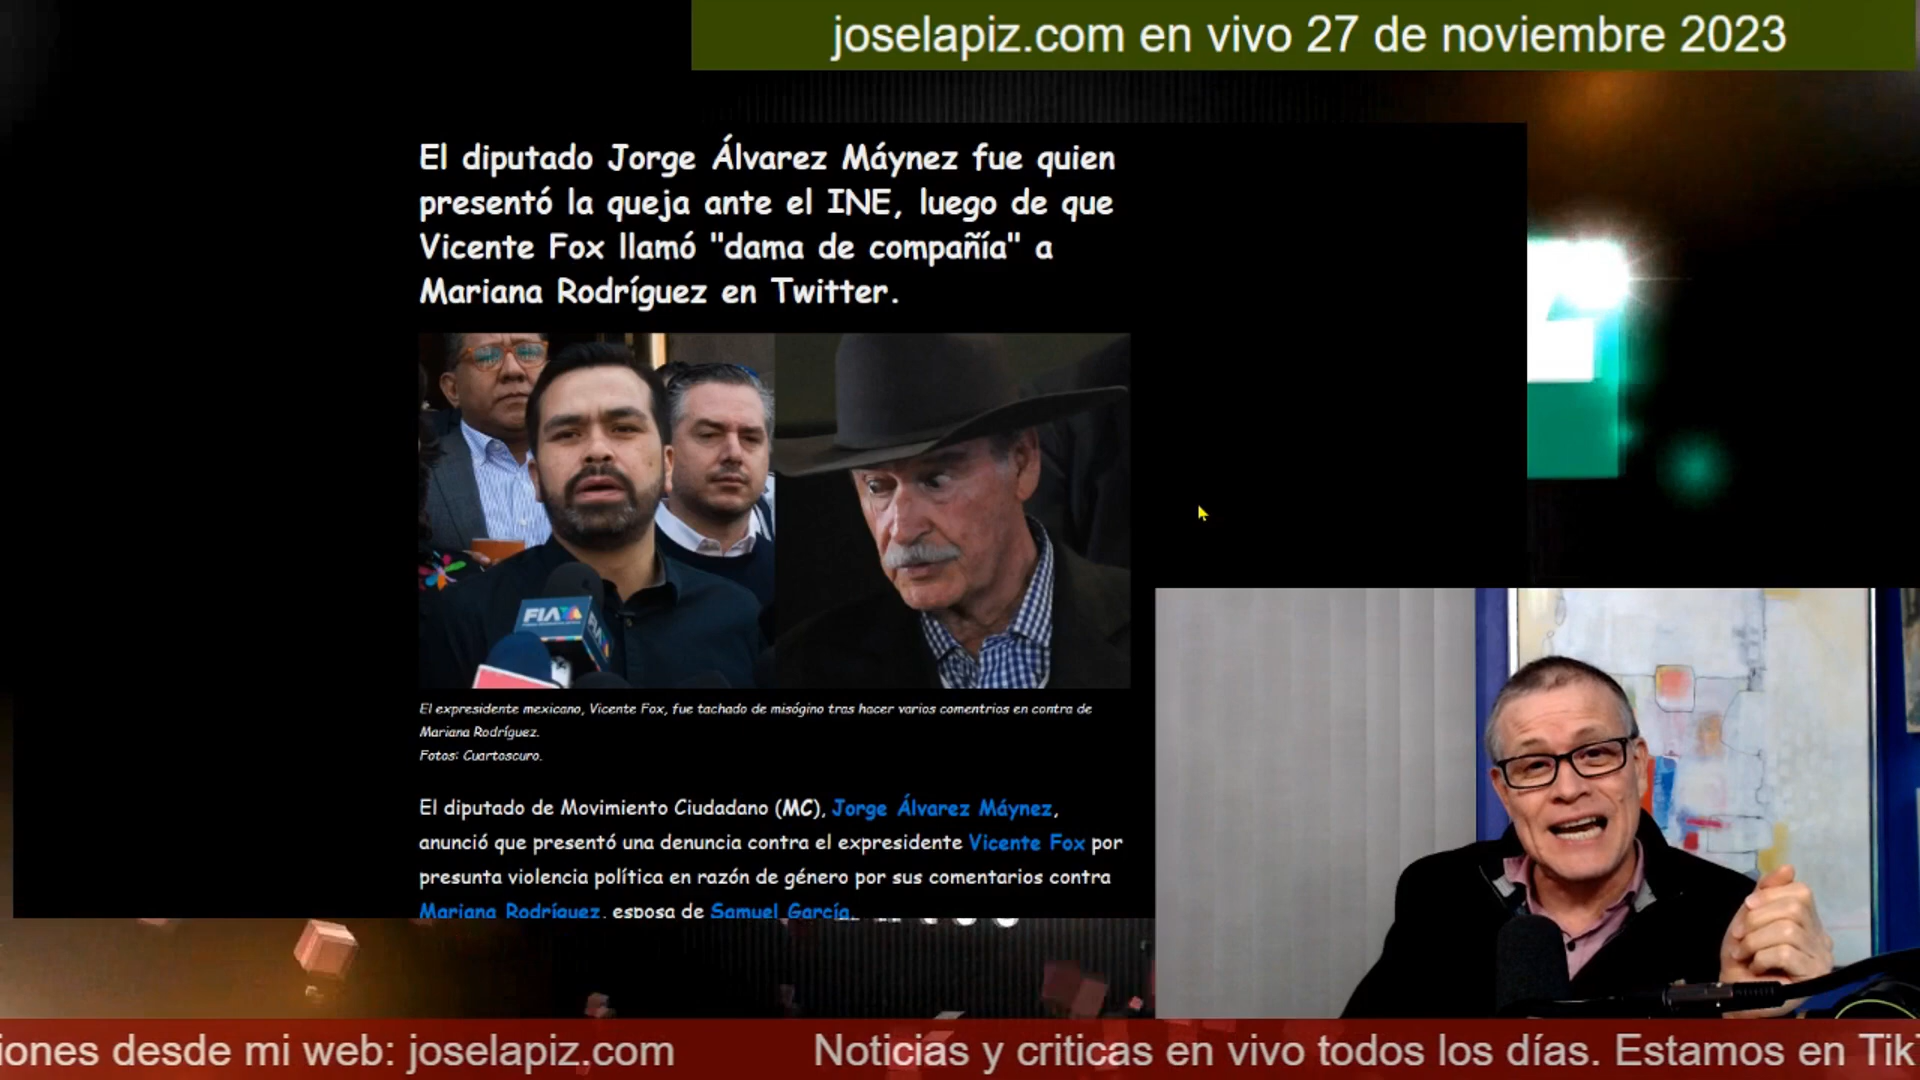 joselapiz.com en vivo 27 de noviembre 2023
El diputado Jorge Álvarez Máynez fue quien
presentó la queja ante el INE, luego de que
Vicente Fox llamó "dama de compañía" a
Mariana Rodríguez en Twitter.
FIA
FIA
El expresidente mexicano, Vicente Fox, fue tachado de misógino tras hacer varios comentrios en contra de
Mariana Rodríguez.
Fotos: Cuartoscuro.
El diputado de Movimiento Ciudadano (MC), Jorge Álvarez Máynez,
anunció que presentó una denuncia contra el expresidente Vicente Fox por
presunta violencia política en razón de género por sus comentarios contra
Mariana Rodríguez, esposa de Samuel García.
iones desde mi web: joselapiz.com Noticias y criticas en vivo todos los días. Estamos en Tik